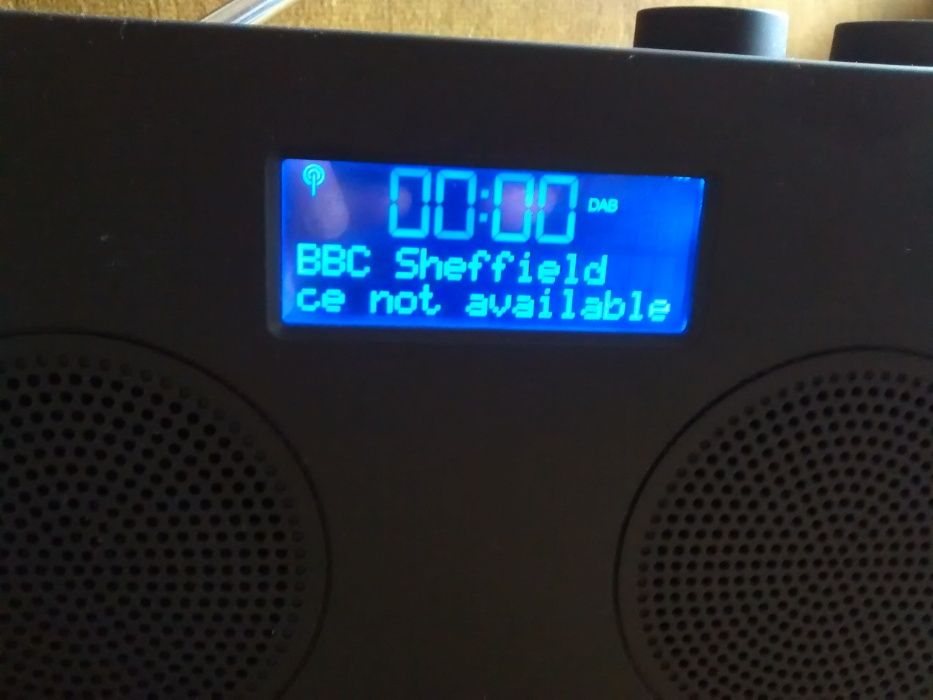 00:00 DAB
BBC Sheffield
ce not available